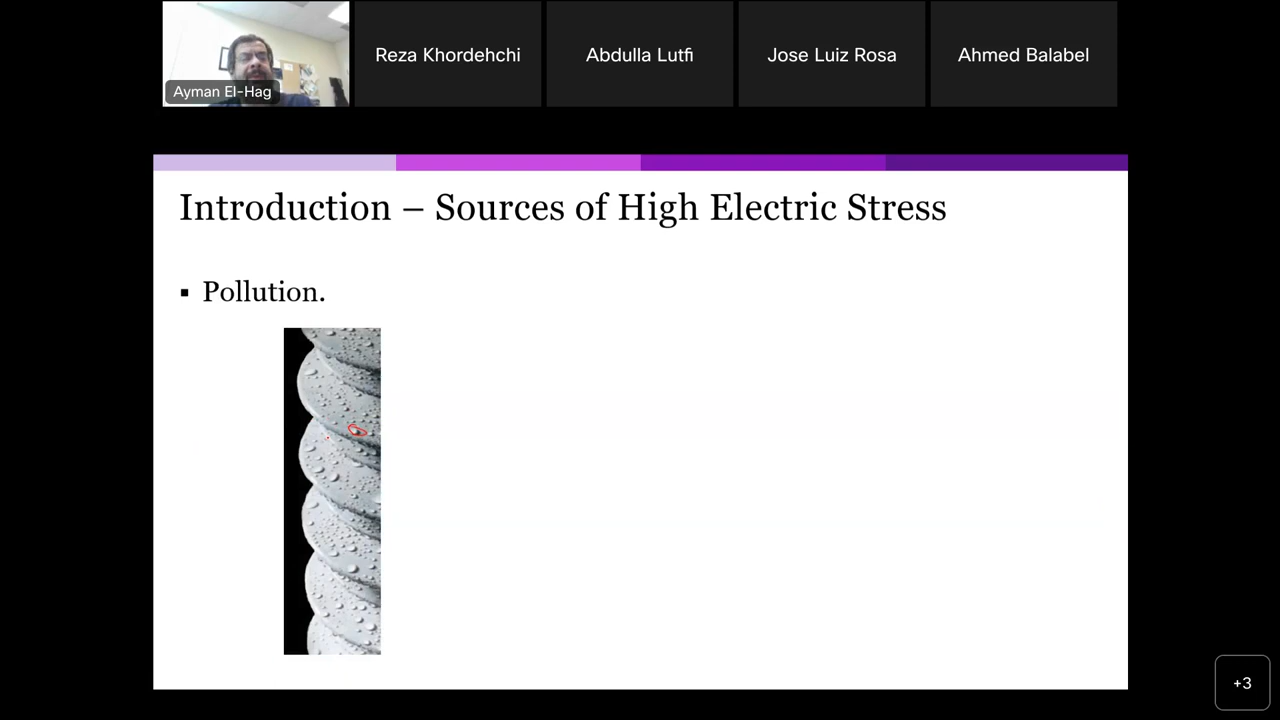 Ayman El-Hag
Reza Khordehchi
Abdulla Lutfi
Jose Luiz Rosa
Ahmed Balabel
Introduction – Sources of High Electric Stress
▪ Pollution.
+3